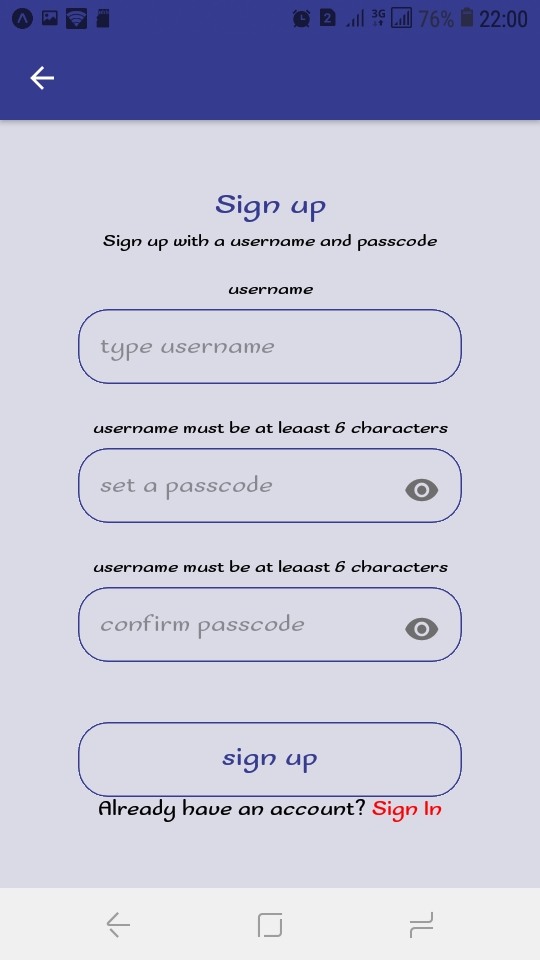 2 3G 76% 22:00
Sign up
Sign up with a username and passcode
username
type username
username must be at leaast 6 characters
set a passcode
username must be at leaast 6 characters
confirm passcode
sign up
Already have an account? Sign In